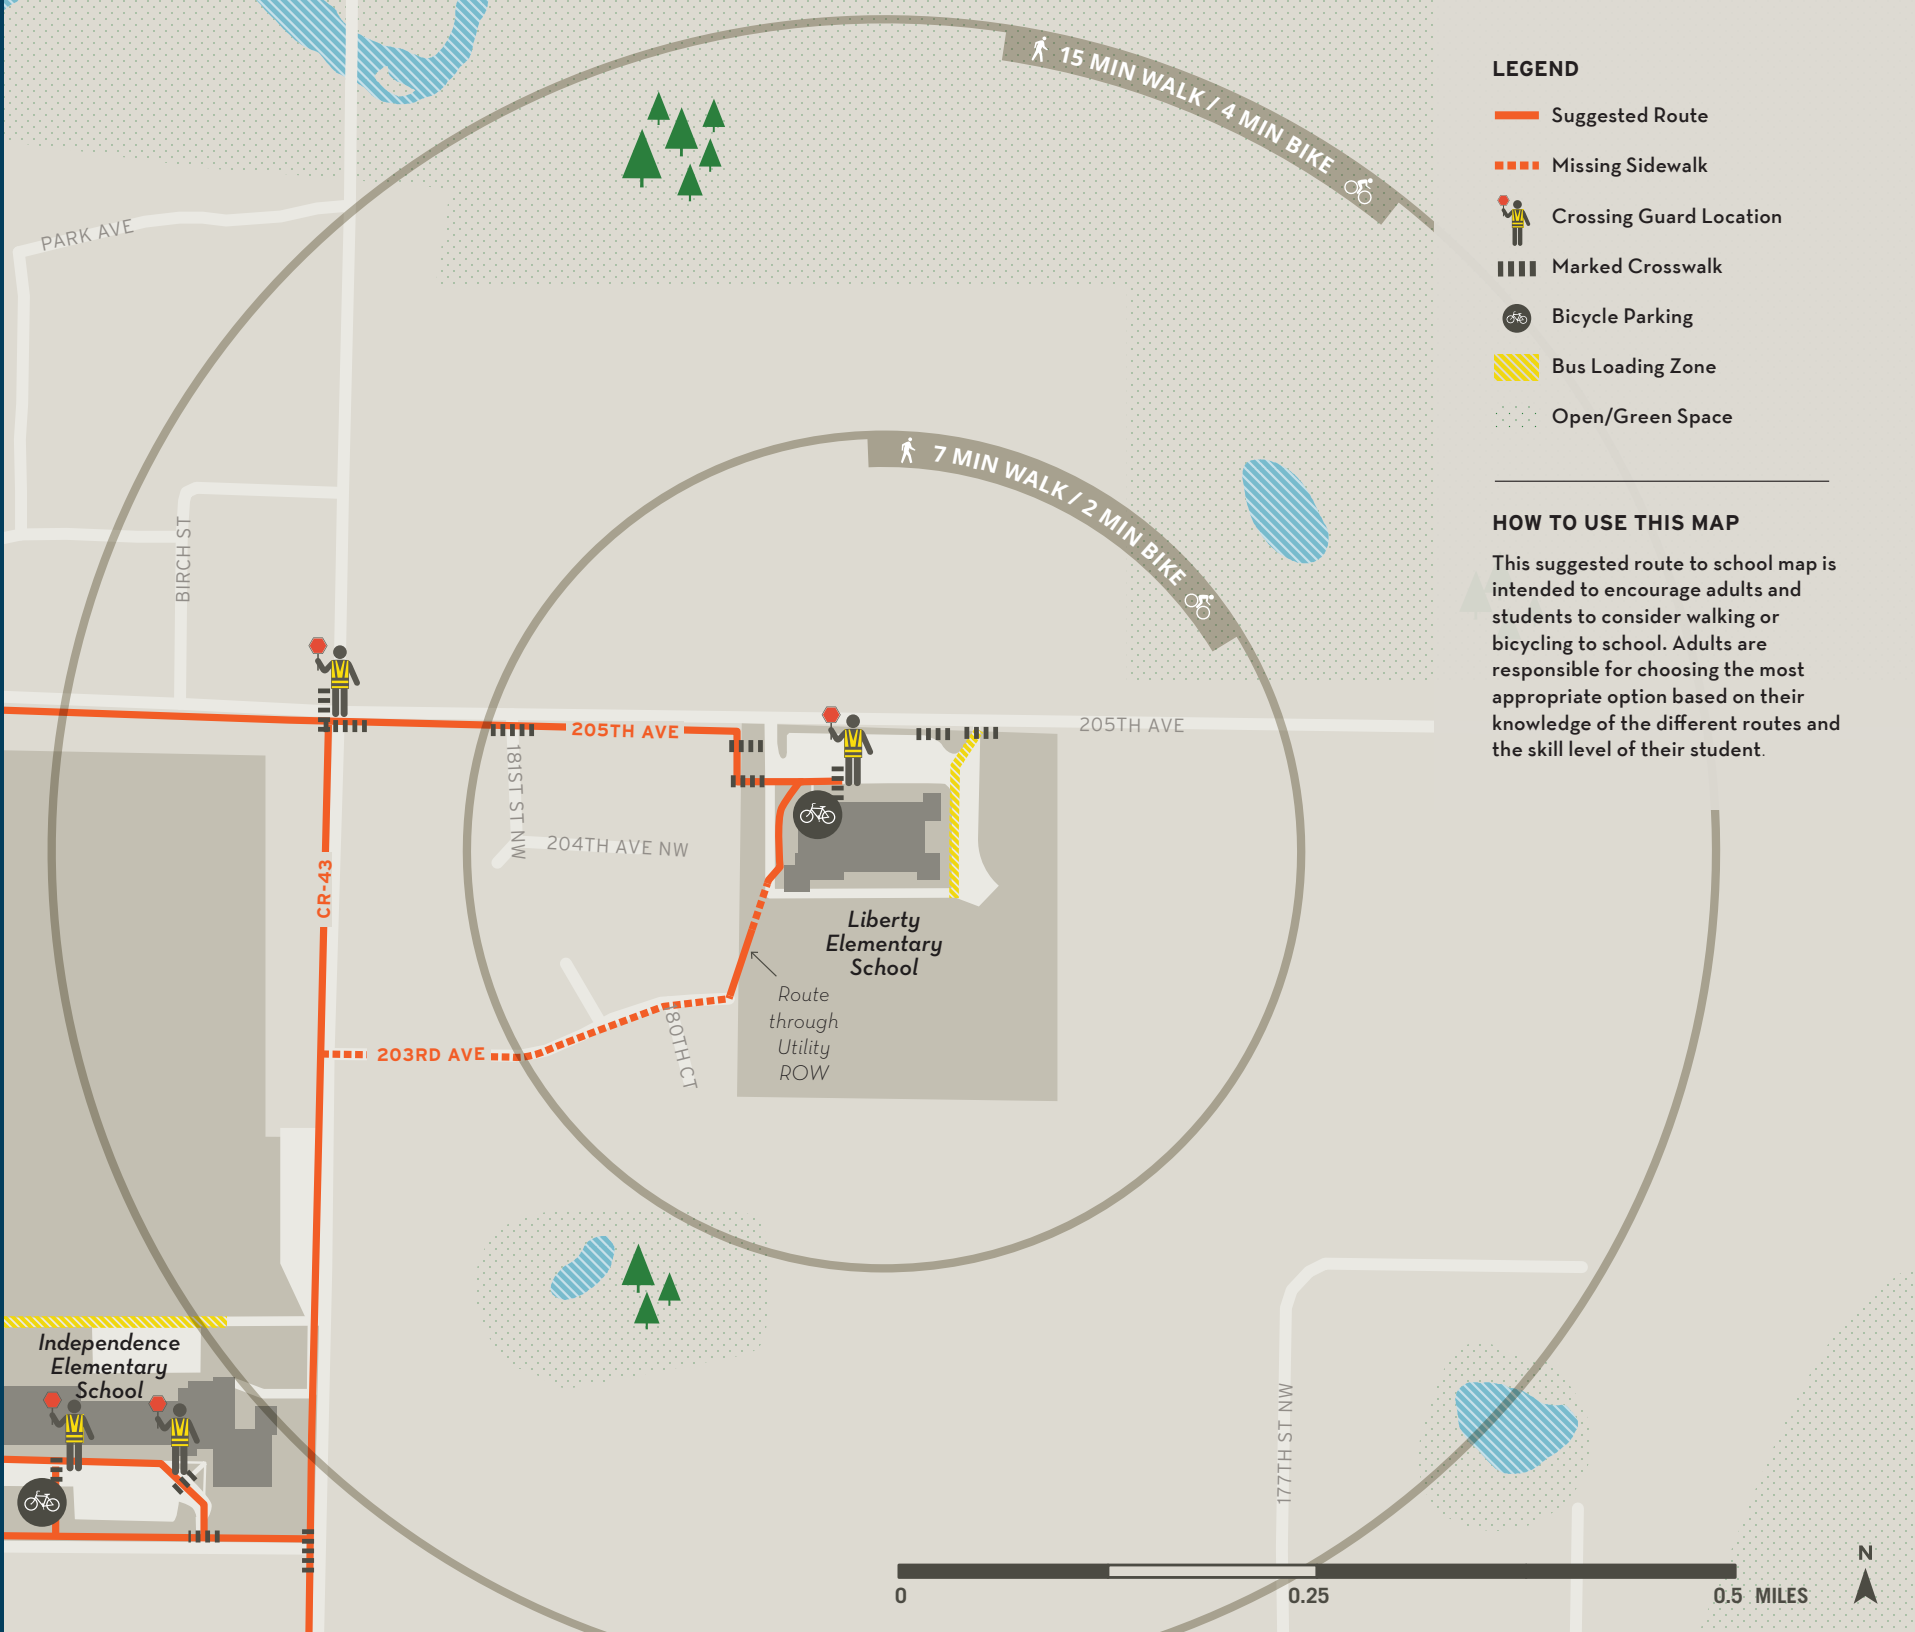 15 MIN WALK / 4 MIN BIKE
7 MIN WALK / 2 MIN BIKE
PARK AVE
BIRCH ST
205TH AVE
205TH AVE
181ST ST NW
204TH AVE NW
CR-43
Liberty
Elementary
School
Route
through
Utility
ROW
203RD AVE
180TH CT
Independence
Elementary
School
177TH ST NW
0
0.25
0.5 MILES
N
LEGEND
Suggested Route
Missing Sidewalk
Crossing Guard Location
Marked Crosswalk
Bicycle Parking
Bus Loading Zone
Open/Green Space
HOW TO USE THIS MAP
This suggested route to school map is
intended to encourage adults and
students to consider walking or
bicycling to school. Adults are
responsible for choosing the most
appropriate option based on their
knowledge of the different routes and
the skill level of their student.